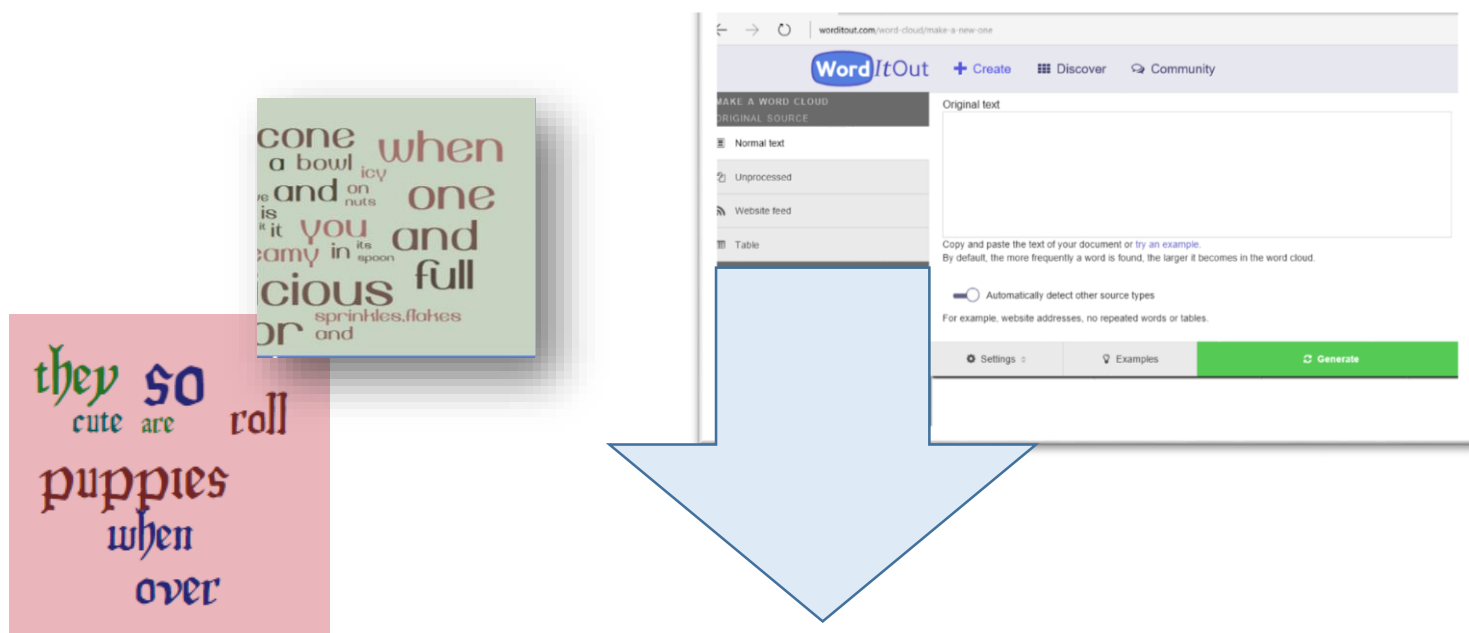 cone when
a bowl icy
and on nuts one
is
it it you its and
in spoon
full
sprinkles,flakes
and
they so
cute are roll
puppies
when
over
worditout.com/word-cloud/make-a-new-one
WordItOut + Create Discover Community
MAKE A WORD CLOUD
ORIGINAL SOURCE
Normal text
Unprocessed
Website feed
Table
Original text
Copy and paste the text of your document or try an example.
By default, the more frequently a word is found, the larger it becomes in the word cloud.
Automatically detect other source types
For example, website addresses, no repeated words or tables.
Settings Examples Generate